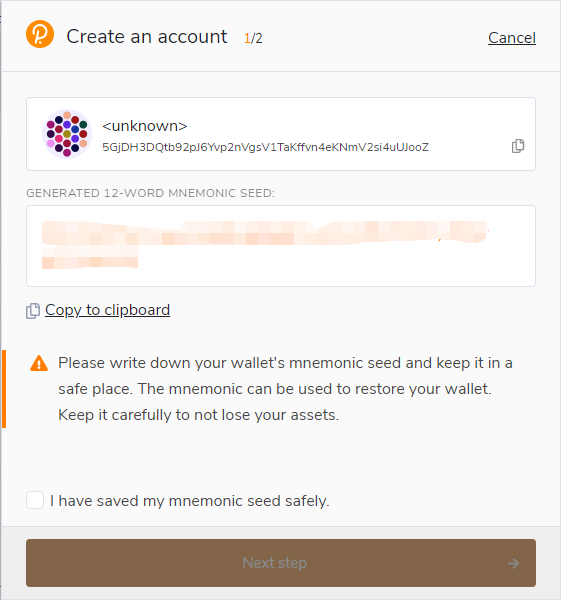 Create an account 1/2 Cancel
<unknown>
5GjDH3DQtb92pJ6Yvp2nVgsV1TaKffvn4eKNmV2si4uUJooZ
GENERATED 12-WORD MNEMONIC SEED:
Copy to clipboard
Please write down your wallet's mnemonic seed and keep it in a
safe place. The mnemonic can be used to restore your wallet.
Keep it carefully to not lose your assets.
I have saved my mnemonic seed safely.
Next step